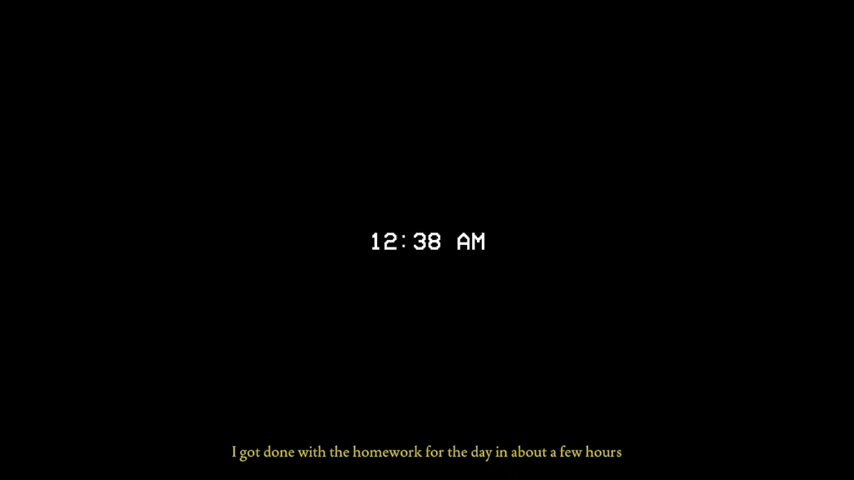 12:38 AM
I got done with the homework for the day in about a few hours